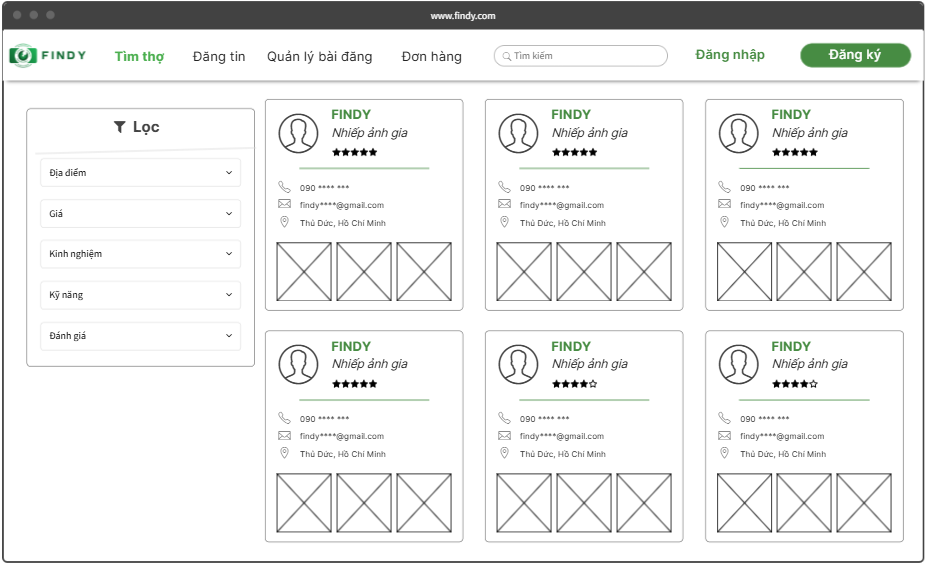 www.findy.com
FINDY Tìm thợ Đăng tin Quản lý bài đăng Đơn hàng Tìm kiếm Đăng nhập Đăng ký
Lọc
Địa điểm
Giá
Kinh nghiệm
Kỹ năng
Đánh giá
FINDY
Nhiếp ảnh gia
090 **** ***
findy****@gmail.com
Thủ Đức, Hồ Chí Minh
FINDY
Nhiếp ảnh gia
090 **** ***
findy****@gmail.com
Thủ Đức, Hồ Chí Minh
FINDY
Nhiếp ảnh gia
090 **** ***
findy****@gmail.com
Thủ Đức, Hồ Chí Minh
FINDY
Nhiếp ảnh gia
090 **** ***
findy****@gmail.com
Thủ Đức, Hồ Chí Minh
FINDY
Nhiếp ảnh gia
090 **** ***
findy****@gmail.com
Thủ Đức, Hồ Chí Minh
FINDY
Nhiếp ảnh gia
090 **** ***
findy****@gmail.com
Thủ Đức, Hồ Chí Minh